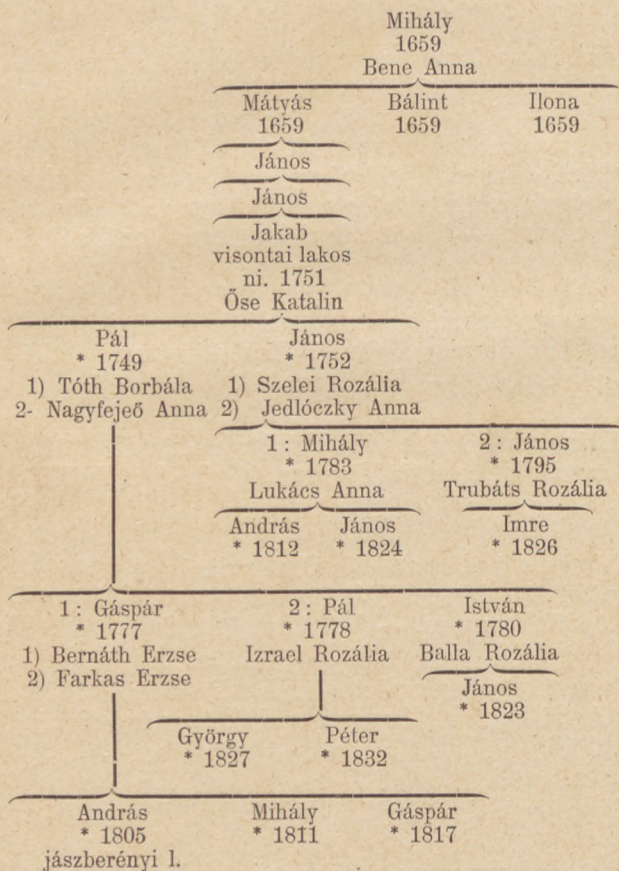 Mihály
1659
Bene Anna
Mátyás Bálint Ilona
1659 1659 1659
János
János
Jakab
visontai lakos
ni. 1751
Őse Katalin
Pál János
* 1749 * 1752
1) Tóth Borbála 1) Szelei Rozália
2- Nagyfejeő Anna 2) Jedlóczky Anna
1 : Mihály 2 : János
* 1783 * 1795
Lukács Anna Trubáts Rozália
András János Imre
* 1812 * 1824 * 1826
1 : Gáspár 2 : Pál István
* 1777 * 1778 * 1780
1) Bernáth Erzse Izrael Rozália Balla Rozália
2) Farkas Erzse János
* 1823
György Péter
* 1827 * 1832
András Mihály Gáspár
* 1805 * 1811 * 1817
jászberényi l.